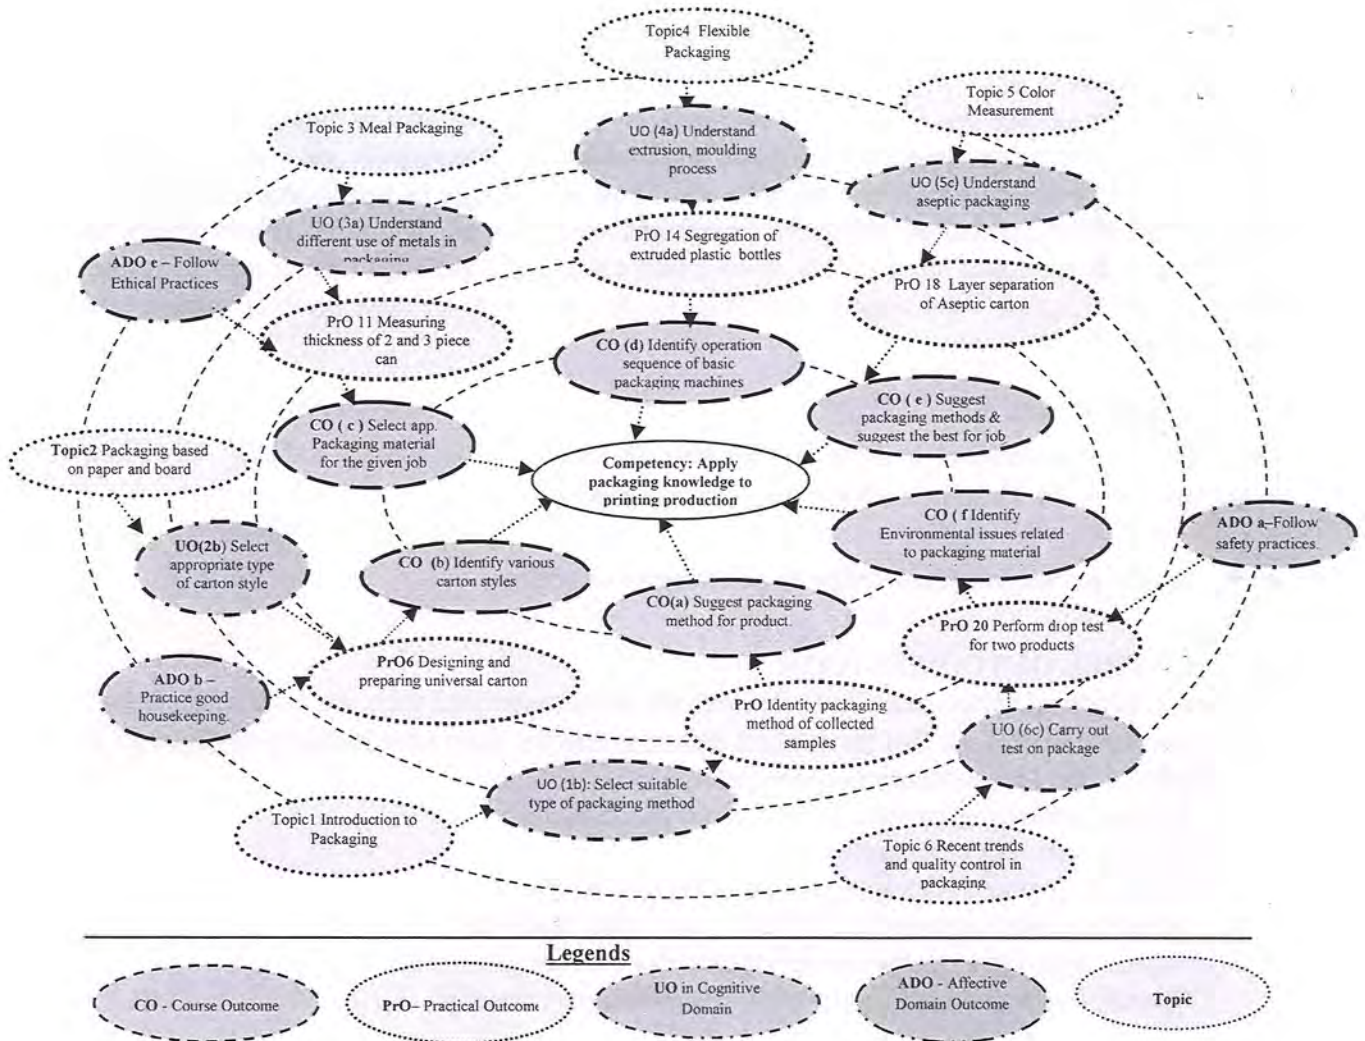 Topic4 Flexible
Packaging
Topic 5 Color
Measurement
Topic 3 Meal Packaging
UO (4a) Understand
extrusion, moulding
process
UO (5c) Understand
aseptic packaging
UO (3a) Understand
different use of metals in
packaging
PrO 14 Segregation of
extruded plastic bottles
ADO e – Follow
Ethical Practices
PrO 18 Layer separation
of Aseptic carton
PrO 11 Measuring
thickness of 2 and 3 piece
can
CO (d) Identify operation
sequence of basic
packaging machines
CO ( e ) Suggest
packaging methods &
suggest the best for job
CO ( c ) Select app.
Packaging material
for the given job
Topic2 Packaging based
on paper and board
Competency: Apply
packaging knowledge to
printing production
CO ( f Identify
Environmental issues related
to packaging material
ADO a–Follow
safety practices.
UO(2b) Select
appropriate type
of carton style
CO (b) Identify various
carton styles
CO(a) Suggest packaging
method for product.
PrO 20 Perform drop test
for two products
PrO6 Designing and
preparing universal carton
ADO b –
Practice good
housekeeping.
PrO Identity packaging
method of collected
samples
UO (6c) Carry out
test on package
UO (1b): Select suitable
type of packaging method
Topic1 Introduction to
Packaging
Topic 6 Recent trends
and quality control in
packaging
Legends
CO - Course Outcome
PrO– Practical Outcome
UO in Cognitive
Domain
ADO - Affective
Domain Outcome
Topic